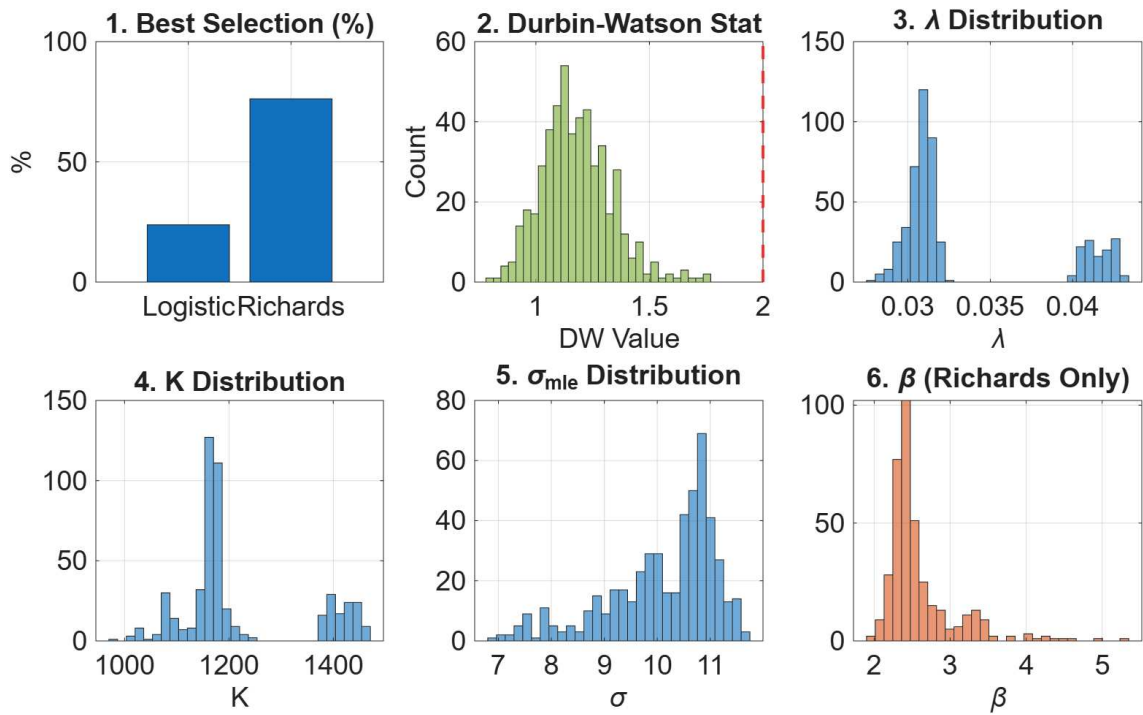 1. Best Selection (%)
100
50
0
%
Logistic Richards
2. Durbin-Watson Stat
60
40
20
0
Count
1 1.5 2
DW Value
3. λ Distribution
150
100
50
0
0.03 0.035 0.04
λ
4. K Distribution
150
100
50
0
1000 1200 1400
K
5. σmle Distribution
80
60
40
20
0
7 8 9 10 11
σ
6. β (Richards Only)
100
50
0
2 3 4 5
β